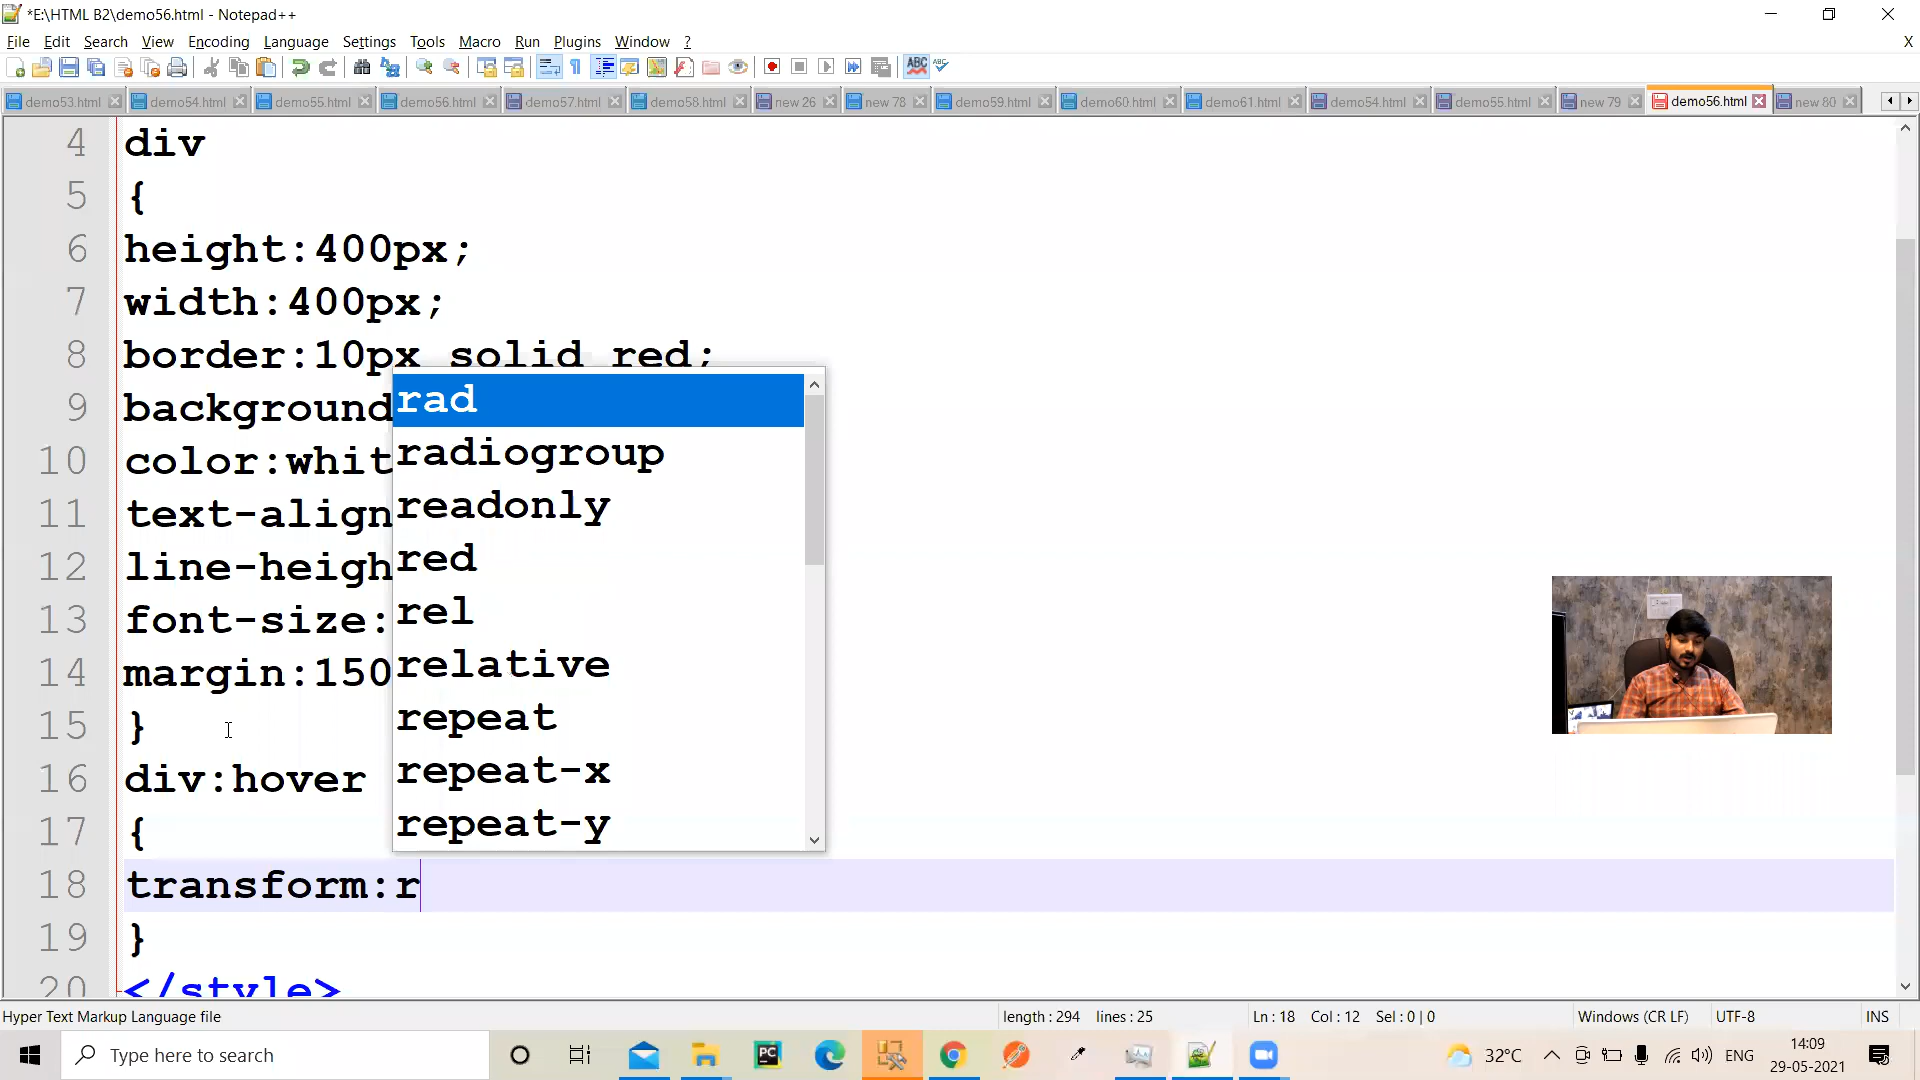 *E:\HTML B2\demo56.html - Notepad++
File Edit Search View Encoding Language Settings Tools Macro Run Plugins Window ? X
demo53.html demo54.html demo55.html demo56.html demo57.html demo58.html new 26 new 78 demo59.html demo60.html demo61.html demo54.html demo55.html new 79 demo56.html new 80
4 div
5 {
6 height:400px;
7 width:400px;
8 border:10px solid red;
9 background
10 color:whit
11 text-align
12 line-heigh
13 font-size:
14 margin:150
15 }
16 div:hover
17 {
18 transform:r
19 }
20 </style>
rad
radiogroup
readonly
red
rel
relative
repeat
repeat-x
repeat-y
Hyper Text Markup Language file length : 294 lines : 25 Ln : 18 Col : 12 Sel : 0 | 0 Windows (CR LF) UTF-8 INS
Type here to search 32°C ENG 14:09
29-05-2021